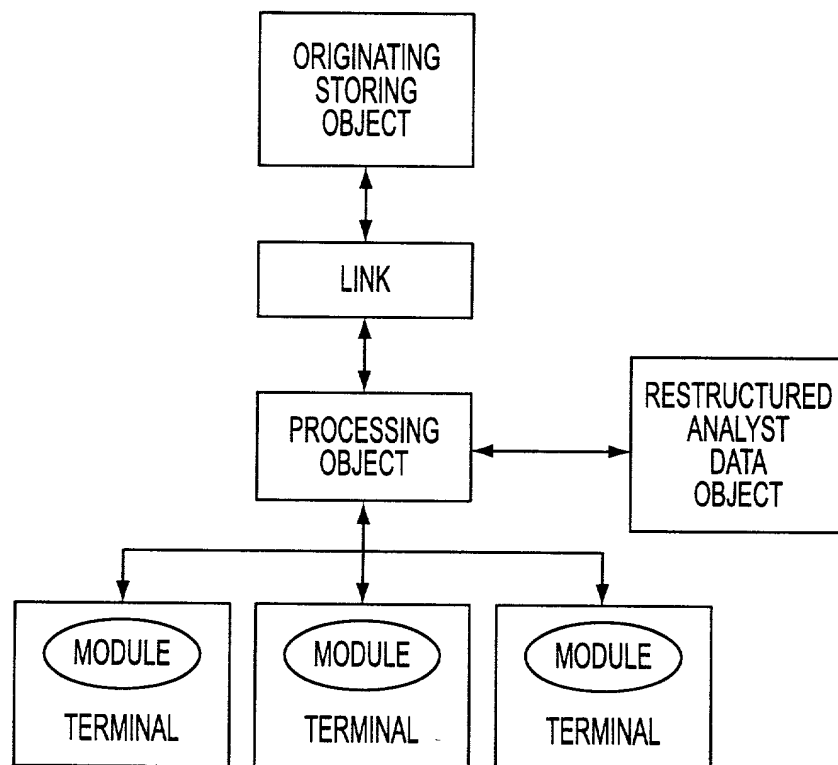 ORIGINATING
STORING
OBJECT
LINK
PROCESSING
OBJECT
RESTRUCTURED
ANALYST
DATA
OBJECT
MODULE
TERMINAL
MODULE
TERMINAL
MODULE
TERMINAL